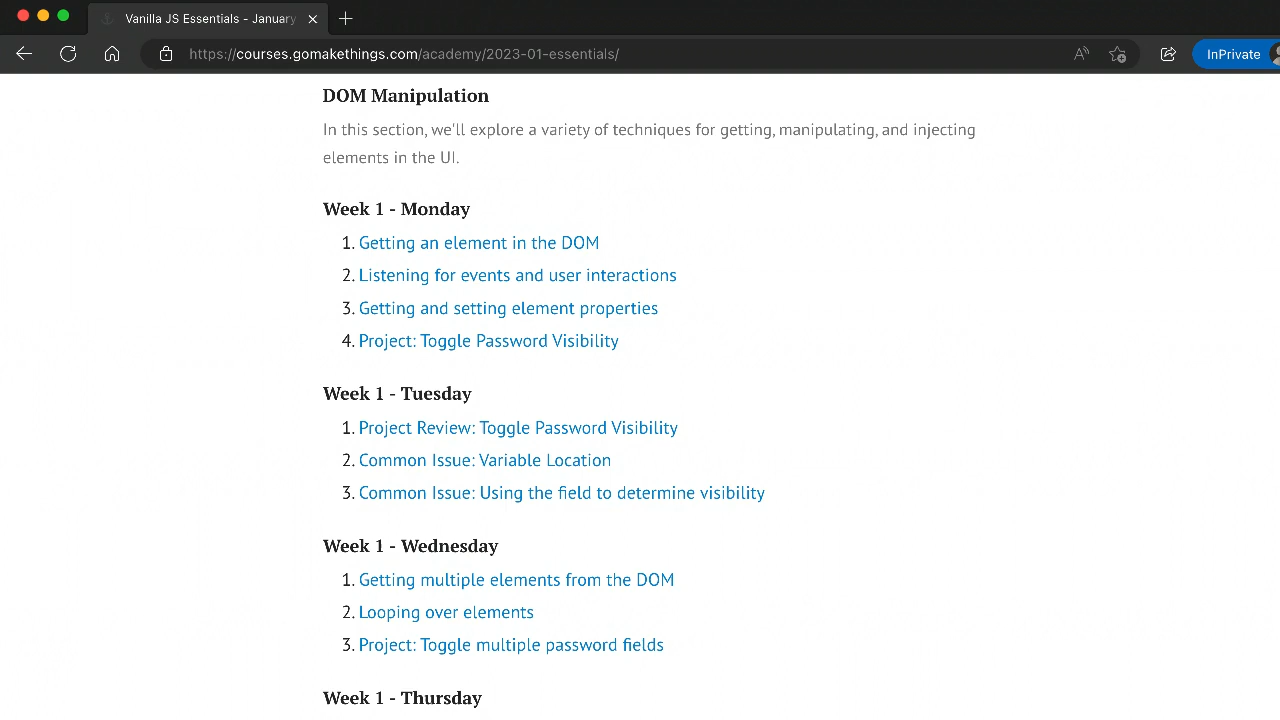 Vanilla JS Essentials - January
https://courses.gomakethings.com/academy/2023-01-essentials/
InPrivate
DOM Manipulation
In this section, we'll explore a variety of techniques for getting, manipulating, and injecting
elements in the UI.
Week 1 - Monday
1. Getting an element in the DOM
2. Listening for events and user interactions
3. Getting and setting element properties
4. Project: Toggle Password Visibility
Week 1 - Tuesday
1. Project Review: Toggle Password Visibility
2. Common Issue: Variable Location
3. Common Issue: Using the field to determine visibility
Week 1 - Wednesday
1. Getting multiple elements from the DOM
2. Looping over elements
3. Project: Toggle multiple password fields
Week 1 - Thursday